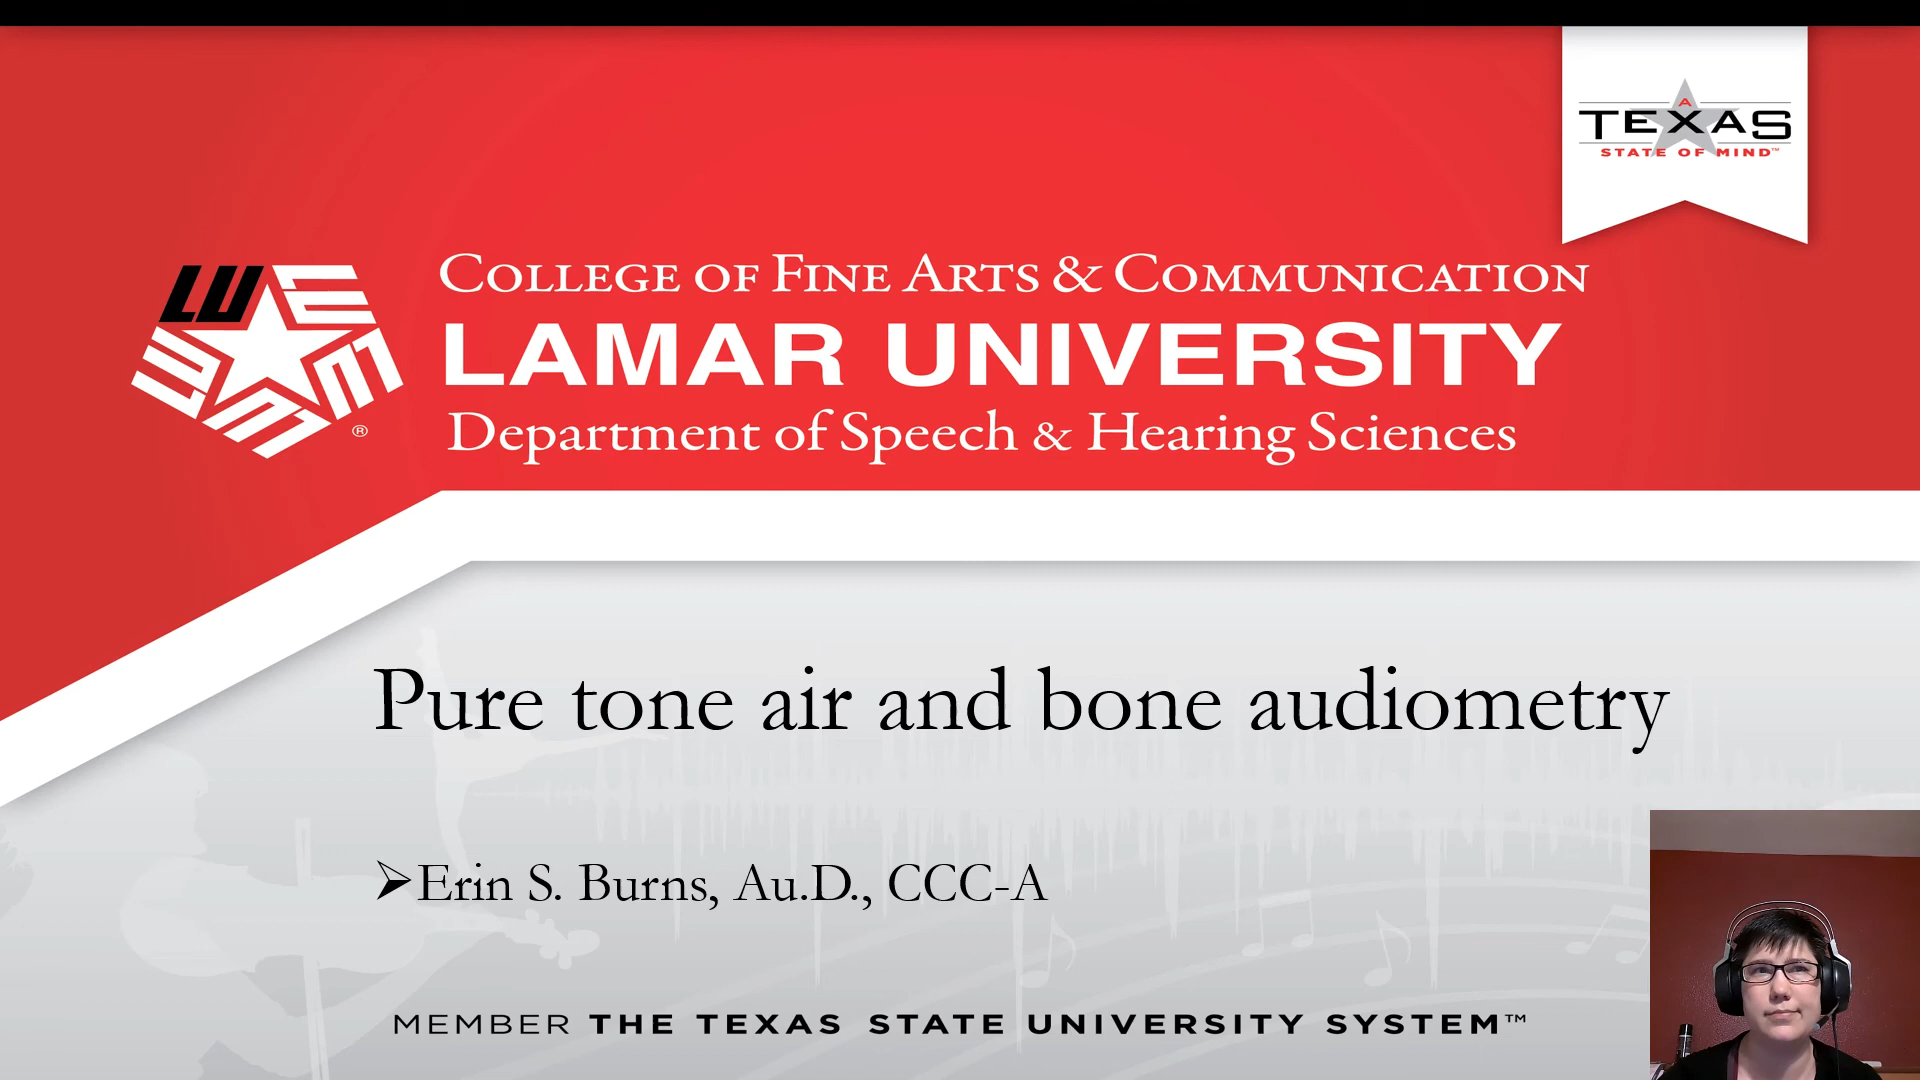 A
TEXAS
STATE OF MIND™
LU
COLLEGE OF FINE ARTS & COMMUNICATION
LAMAR UNIVERSITY
®
Department of Speech & Hearing Sciences
Pure tone air and bone audiometry
➤Erin S. Burns, Au.D., CCC-A
MEMBER THE TEXAS STATE UNIVERSITY SYSTEM™